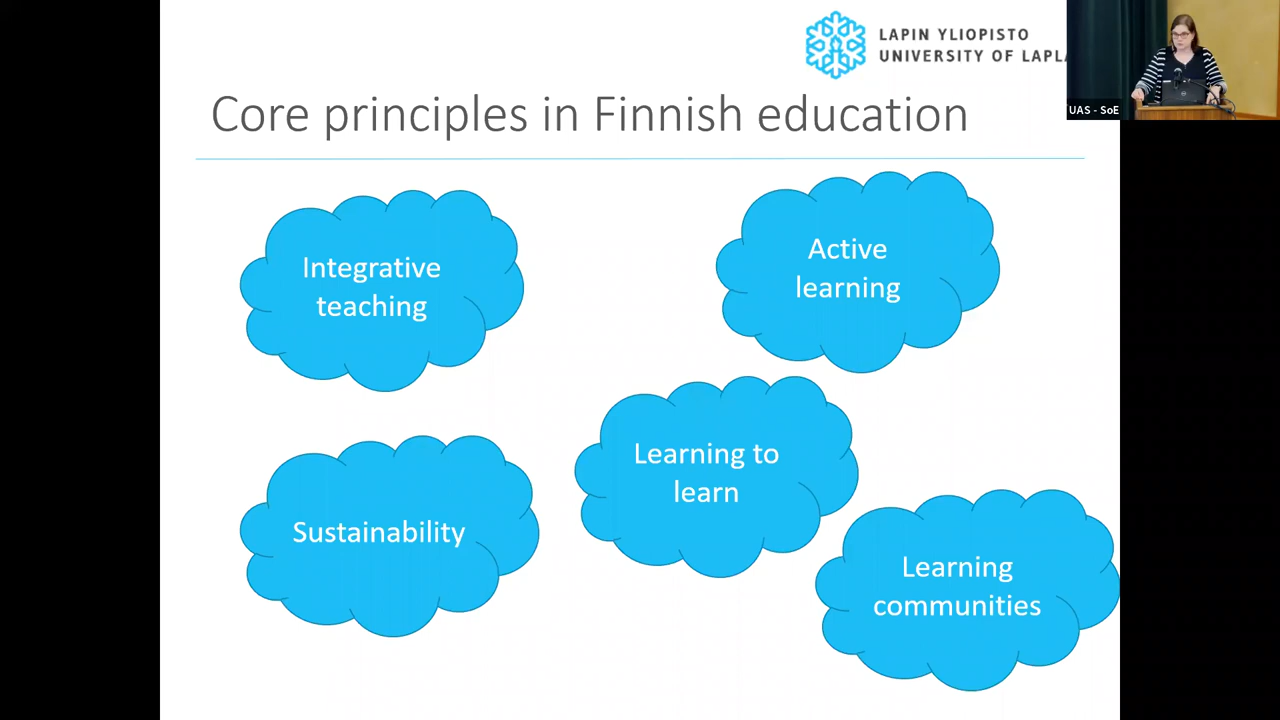 LAPIN YLIOPISTO
UNIVERSITY OF LAPL
UAS - SoE
Core principles in Finnish education
Integrative
teaching
Active
learning
Learning to
learn
Sustainability
Learning
communities